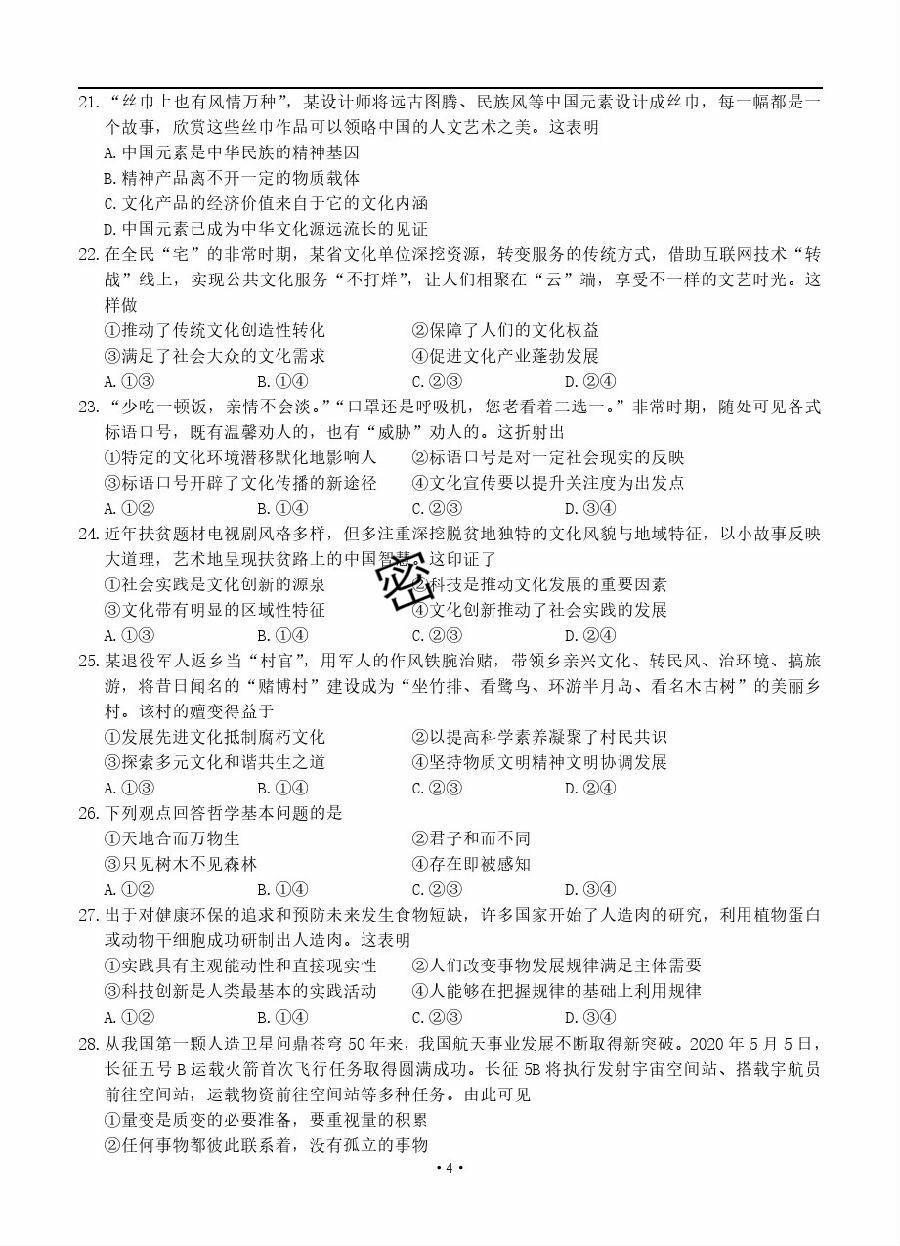 21. “丝巾上也有风情万种”，某设计师将远古图腾、民族风等中国元素设计成丝巾，每一幅都是一
个故事，欣赏这些丝巾作品可以领略中国的人文艺术之美。这表明
A. 中国元素是中华民族的精神基因
B. 精神产品离不开一定的物质载体
C. 文化产品的经济价值来自于它的文化内涵
D. 中国元素已成为中华文化源远流长的见证
22. 在全民“宅”的非常时期，某省文化单位深挖资源，转变服务的传统方式，借助互联网技术“转
战”线上，实现公共文化服务“不打烊”，让人们相聚在“云”端，享受不一样的文艺时光。这
样做
①推动了传统文化创造性转化 ②保障了人们的文化权益
③满足了社会大众的文化需求 ④促进文化产业蓬勃发展
A. ①③ B. ①④ C. ②③ D. ②④
23. “少吃一顿饭，亲情不会淡。”“口罩还是呼吸机，您老看着二选一。”非常时期，随处可见各式
标语口号，既有温馨劝人的，也有“威胁”劝人的。这折射出
①特定的文化环境潜移默化地影响人 ②标语口号是对一定社会现实的反映
③标语口号开辟了文化传播的新途径 ④文化宣传要以提升关注度为出发点
A. ①② B. ①④ C. ②③ D. ③④
24. 近年扶贫题材电视剧风格多样，但多注重深挖脱贫地独特的文化风貌与地域特征，以小故事反映
大道理，艺术地呈现扶贫路上的中国智慧。这印证了
密
①社会实践是文化创新的源泉 ②科技是推动文化发展的重要因素
③文化带有明显的区域性特征 ④文化创新推动了社会实践的发展
A. ①③ B. ①④ C. ②③ D. ②④
25. 某退役军人返乡当“村官”，用军人的作风铁腕治赌，带领乡亲兴文化、转民风、治环境、搞旅
游，将昔日闻名的“赌博村”建设成为“坐竹排、看鹭鸟、环游半月岛、看名木古树”的美丽乡
村。该村的嬗变得益于
①发展先进文化抵制腐朽文化 ②以提高科学素养凝聚了村民共识
③探索多元文化和谐共生之道 ④坚持物质文明精神文明协调发展
A. ①③ B. ①④ C. ②③ D. ②④
26. 下列观点回答哲学基本问题的是
①天地合而万物生 ②君子和而不同
③只见树木不见森林 ④存在即被感知
A. ①② B. ①④ C. ②③ D. ③④
27. 出于对健康环保的追求和预防未来发生食物短缺，许多国家开始了人造肉的研究，利用植物蛋白
或动物干细胞成功研制出人造肉。这表明
①实践具有主观能动性和直接现实性 ②人们改变事物发展规律满足主体需要
③科技创新是人类最基本的实践活动 ④人能够在把握规律的基础上利用规律
A. ①② B. ①④ C. ②③ D. ③④
28. 从我国第一颗人造卫星问鼎苍穹 50 年来，我国航天事业发展不断取得新突破。2020 年 5 月 5 日，
长征五号 B 运载火箭首次飞行任务取得圆满成功。长征 5B 将执行发射宇宙空间站、搭载宇航员
前往空间站，运载物资前往空间站等多种任务。由此可见
①量变是质变的必要准备，要重视量的积累
②任何事物都彼此联系着，没有孤立的事物
• 4 •